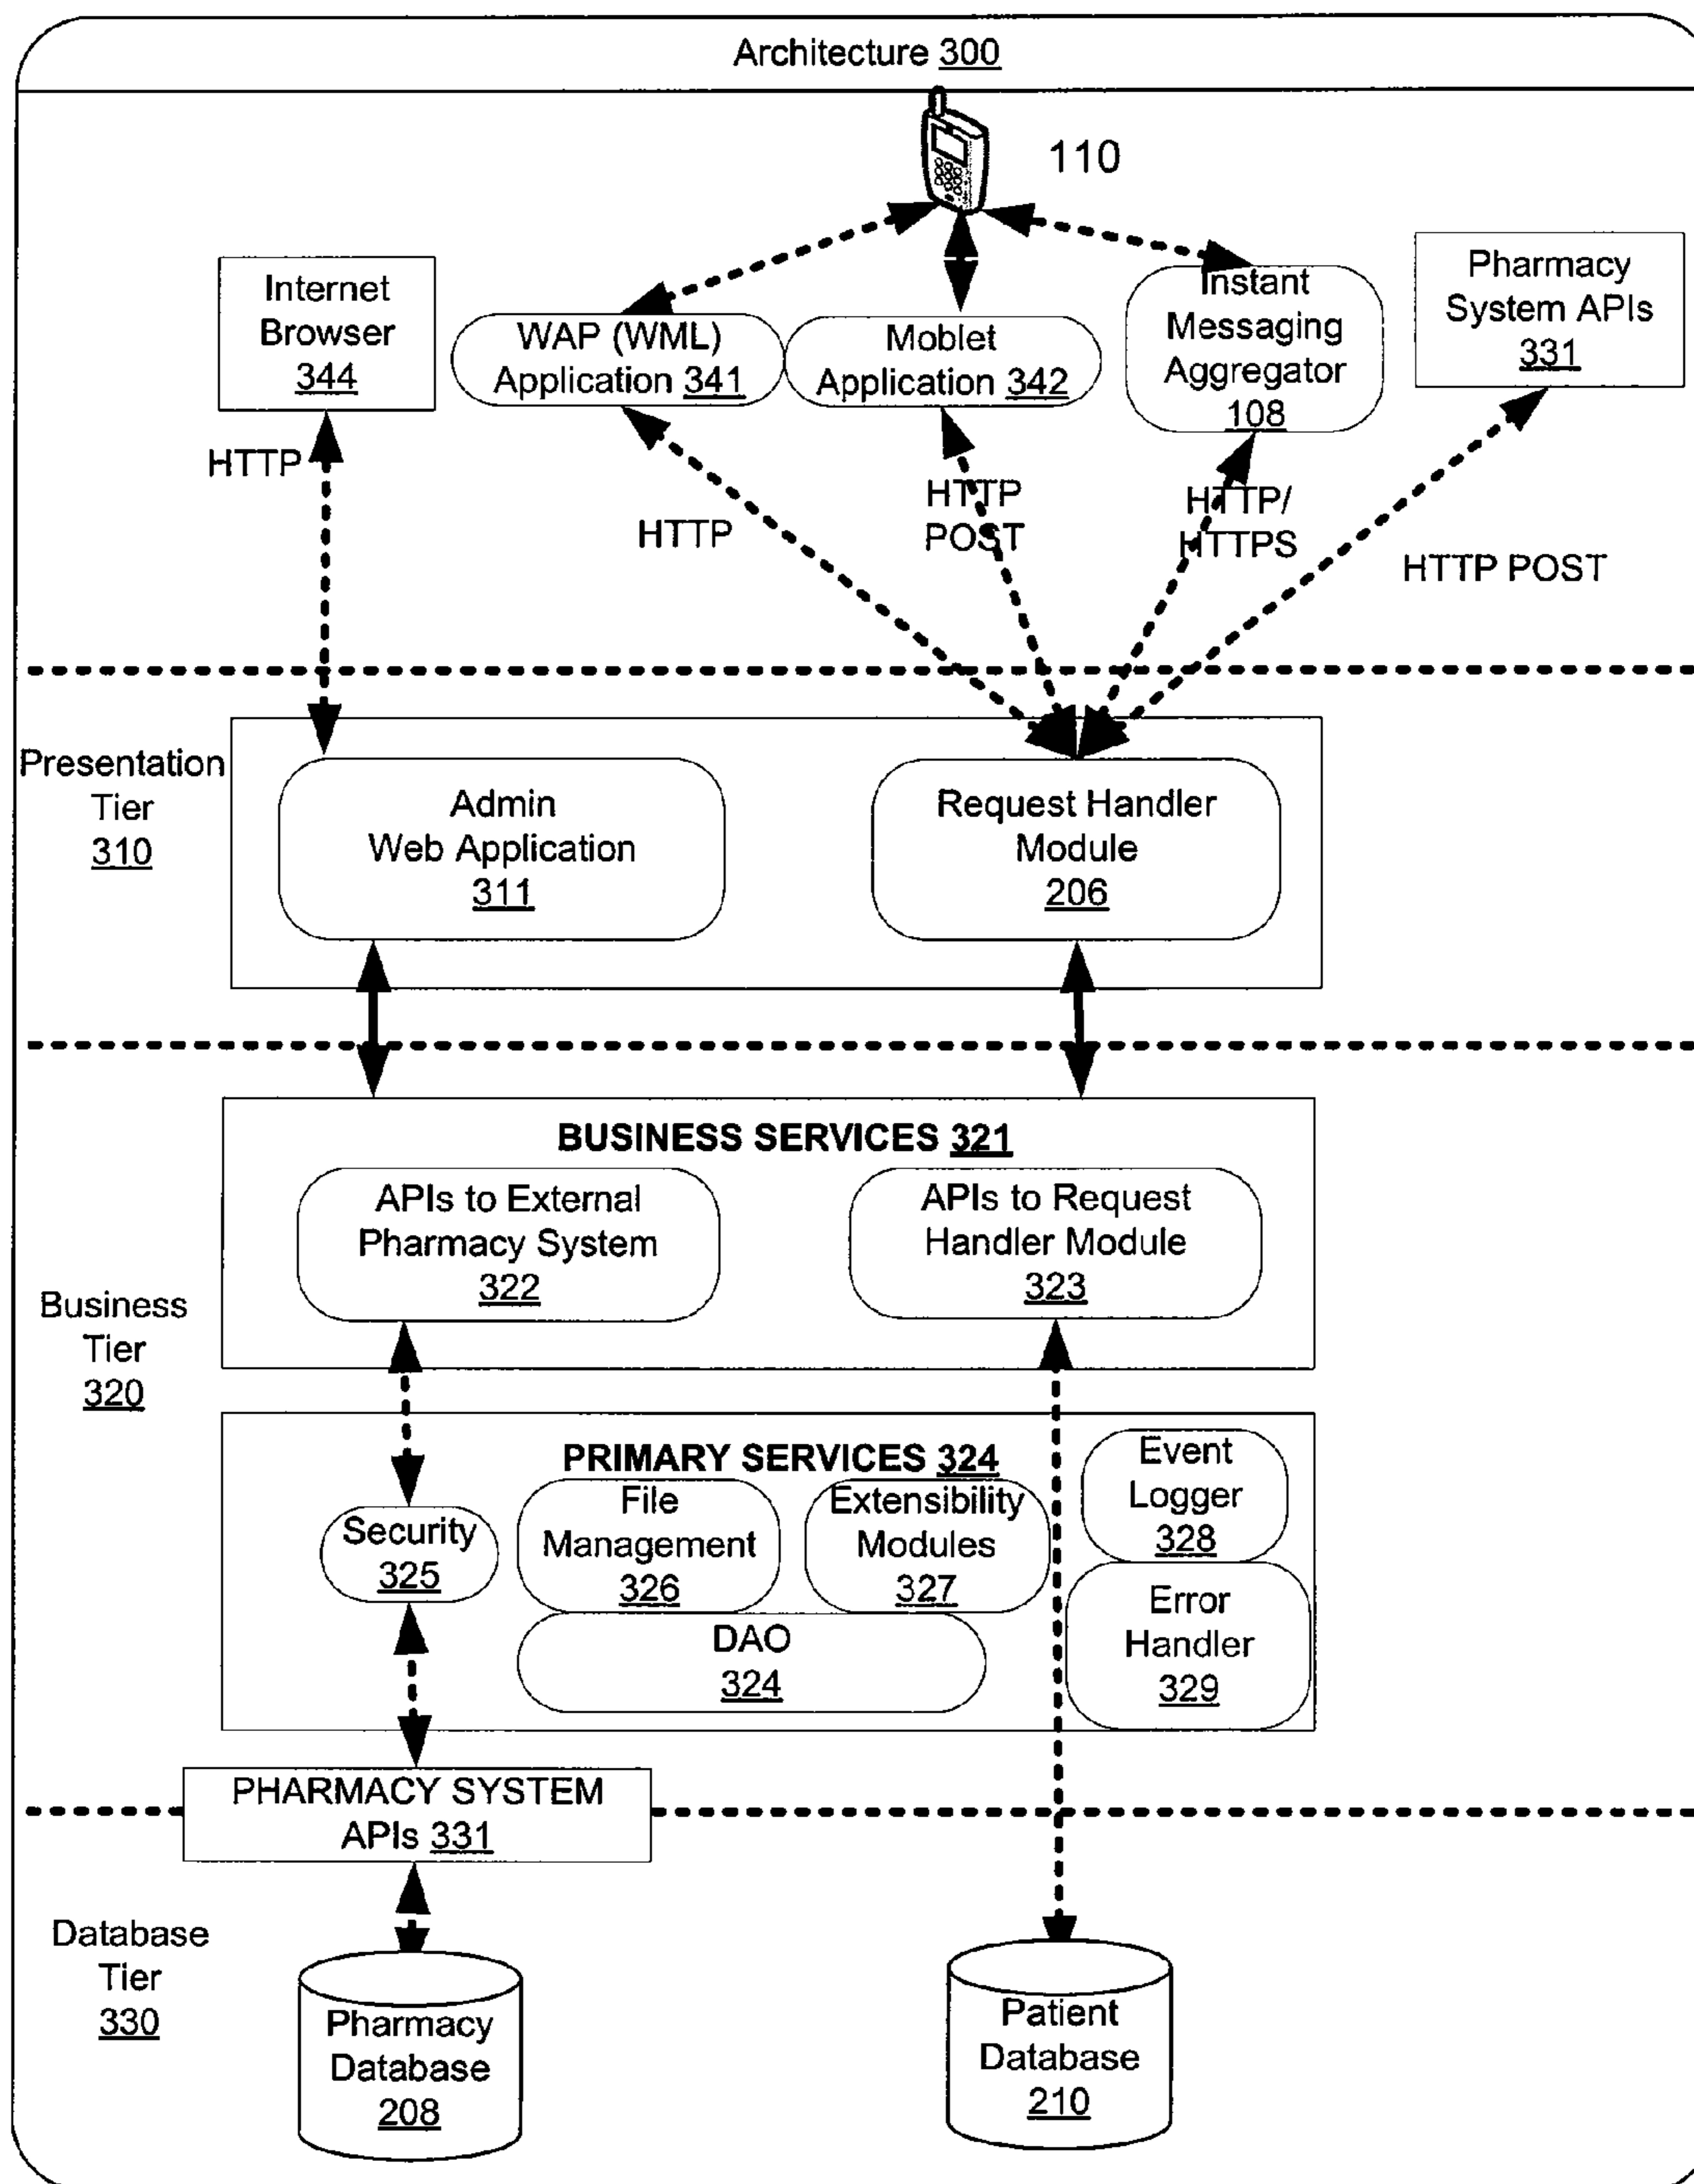 Architecture 300
110
Internet
Browser
344
WAP (WML)
Application 341
Moblet
Application 342
Instant
Messaging
Aggregator
108
Pharmacy
System APIs
331
HTTP
HTTP
HTTP
POST
HTTP/
HTTPS
HTTP POST
Presentation
Tier
310
Admin
Web Application
311
Request Handler
Module
206
Business
Tier
320
BUSINESS SERVICES 321
APIs to External
Pharmacy System
322
APIs to Request
Handler Module
323
PRIMARY SERVICES 324
Security
325
File
Management
326
Extensibility
Modules
327
Event
Logger
328
DAO
324
Error
Handler
329
PHARMACY SYSTEM
APIs 331
Database
Tier
330
Pharmacy
Database
208
Patient
Database
210